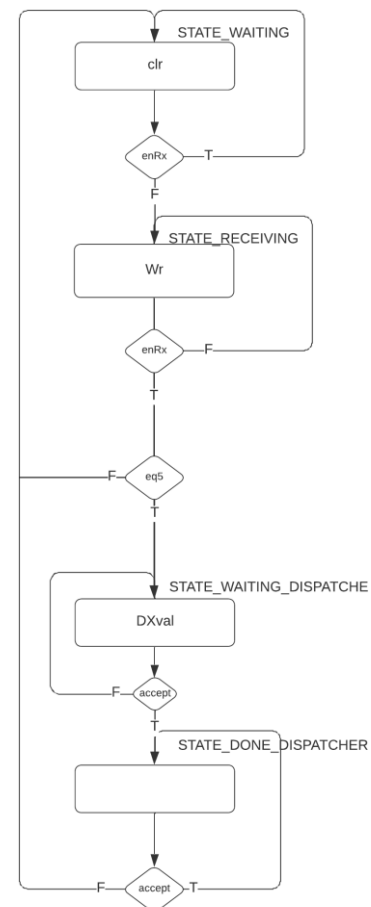 STATE_WAITING
clr
enRx
T
F
STATE_RECEIVING
Wr
enRx
F
T
F
eq5
T
STATE_WAITING_DISPATCHE
DXval
F
accept
T
STATE_DONE_DISPATCHER
F
accept
T